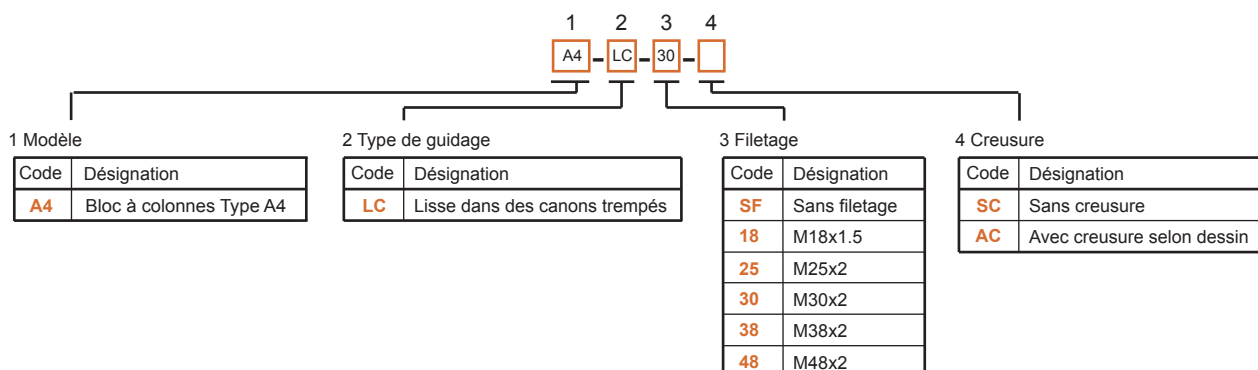 1 2 3 4
A4 - LC - 30 -
1 Modèle
Code Désignation
A4 Bloc à colonnes Type A4
2 Type de guidage
Code Désignation
LC Lisse dans des canons trempés
3 Filetage
Code Désignation
SF Sans filetage
18 M18x1.5
25 M25x2
30 M30x2
38 M38x2
48 M48x2
4 Creusure
Code Désignation
SC Sans creusure
AC Avec creusure selon dessin